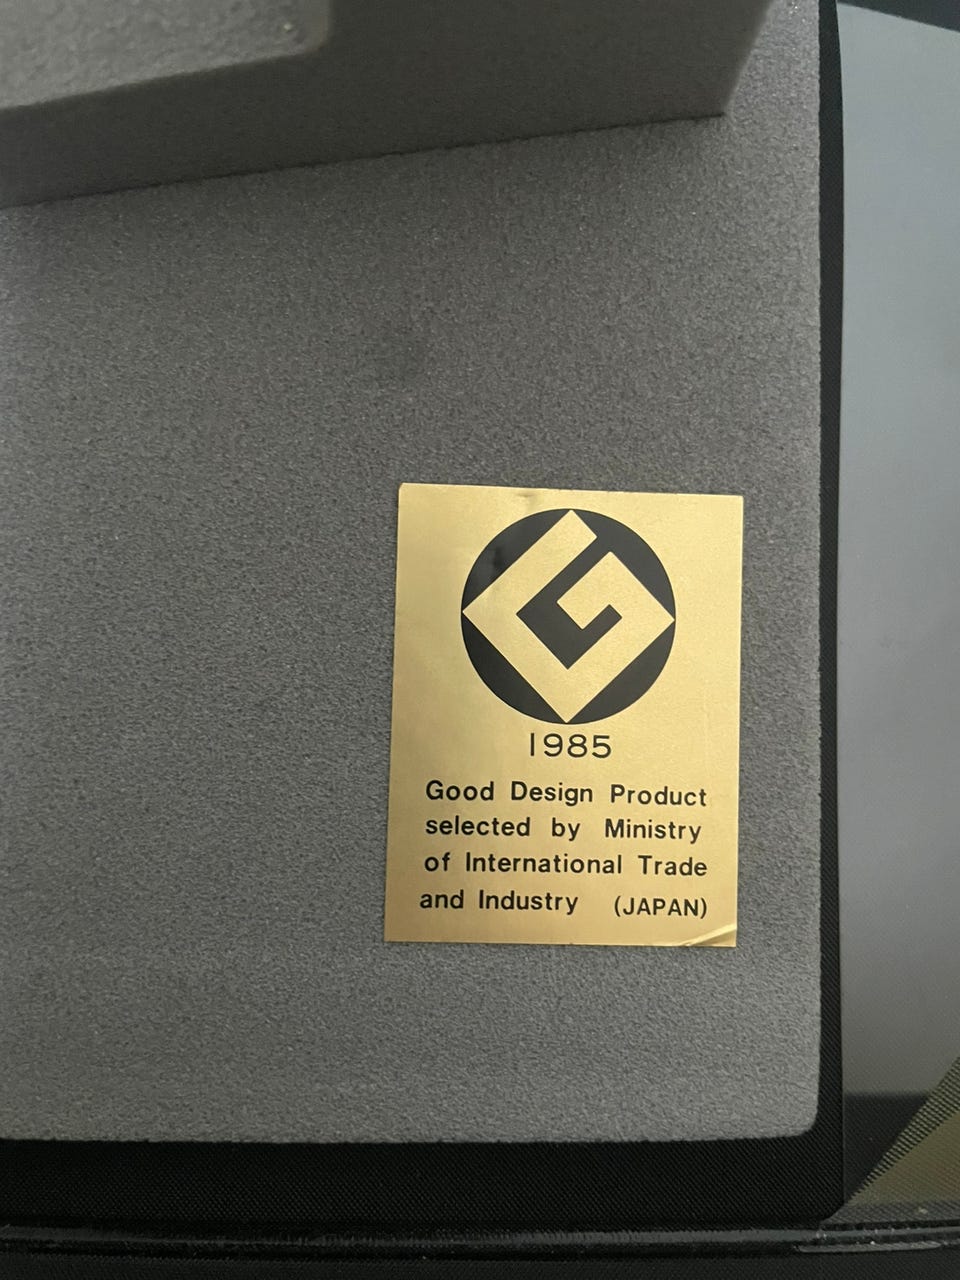 1985
Good Design Product
selected by Ministry
of International Trade
and Industry (JAPAN)